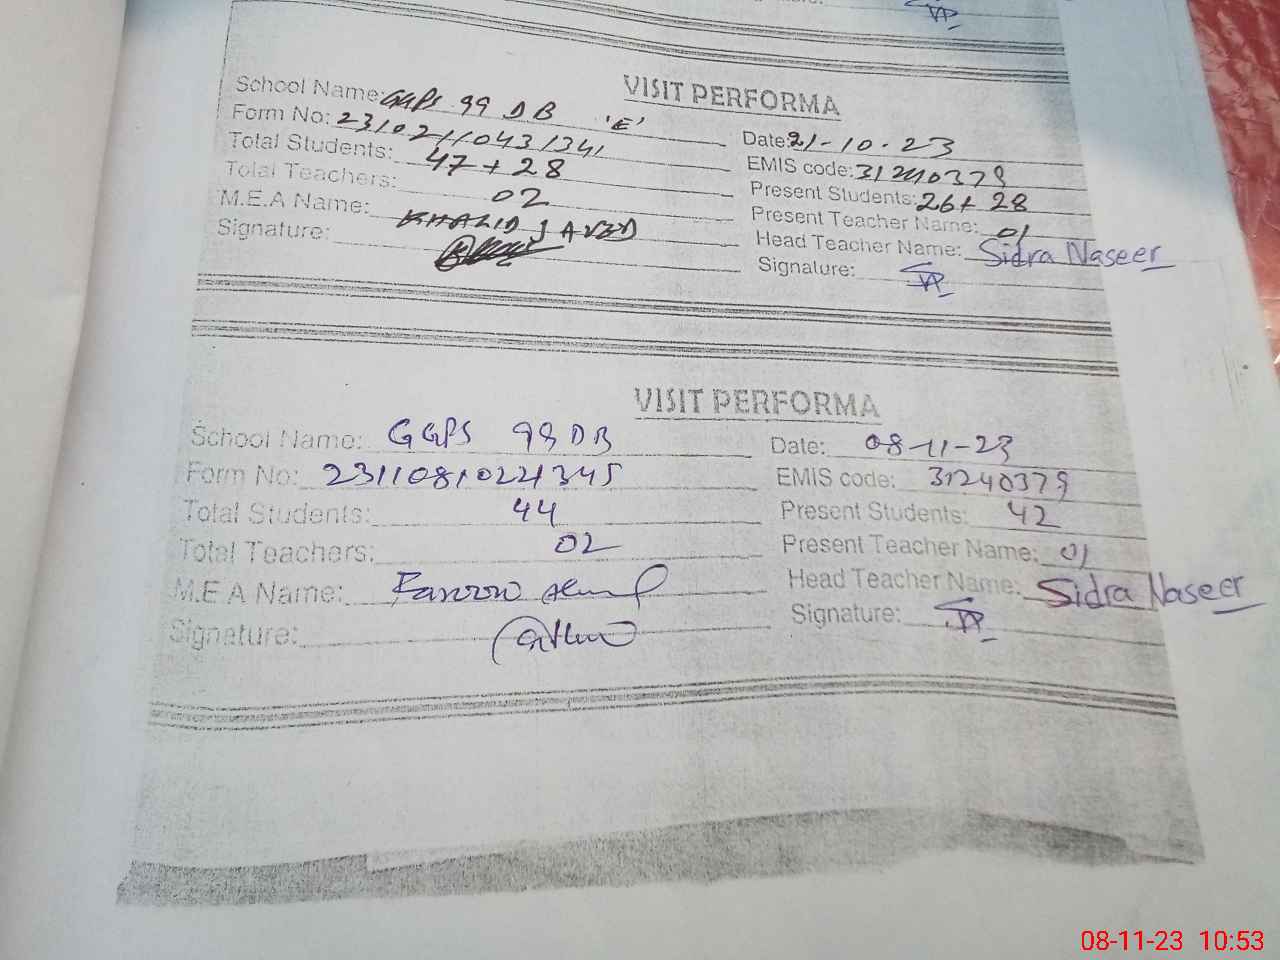 VISIT PERFORMA
School Name: GGPS 99 DB 'E'
Date: 21-10-23
Form No: 23102110431341
EMIS code: 31240379
Total Students: 47 + 28
Present Students: 26 + 28
Total Teachers: 02
Present Teacher Name: 01
M.E.A Name: KHALID JAVED
Head Teacher Name: Sidra Naseer
Signature:
Signature:
VISIT PERFORMA
School Name: GGPS 99 DB
Date: 08-11-23
Form No: 23110810221345
EMIS code: 31240379
Total Students: 44
Present Students: 42
Total Teachers: 02
Present Teacher Name: 01
M.E.A Name:
Head Teacher Name: Sidra Naseer
Signature:
Signature:
08-11-23 10:53